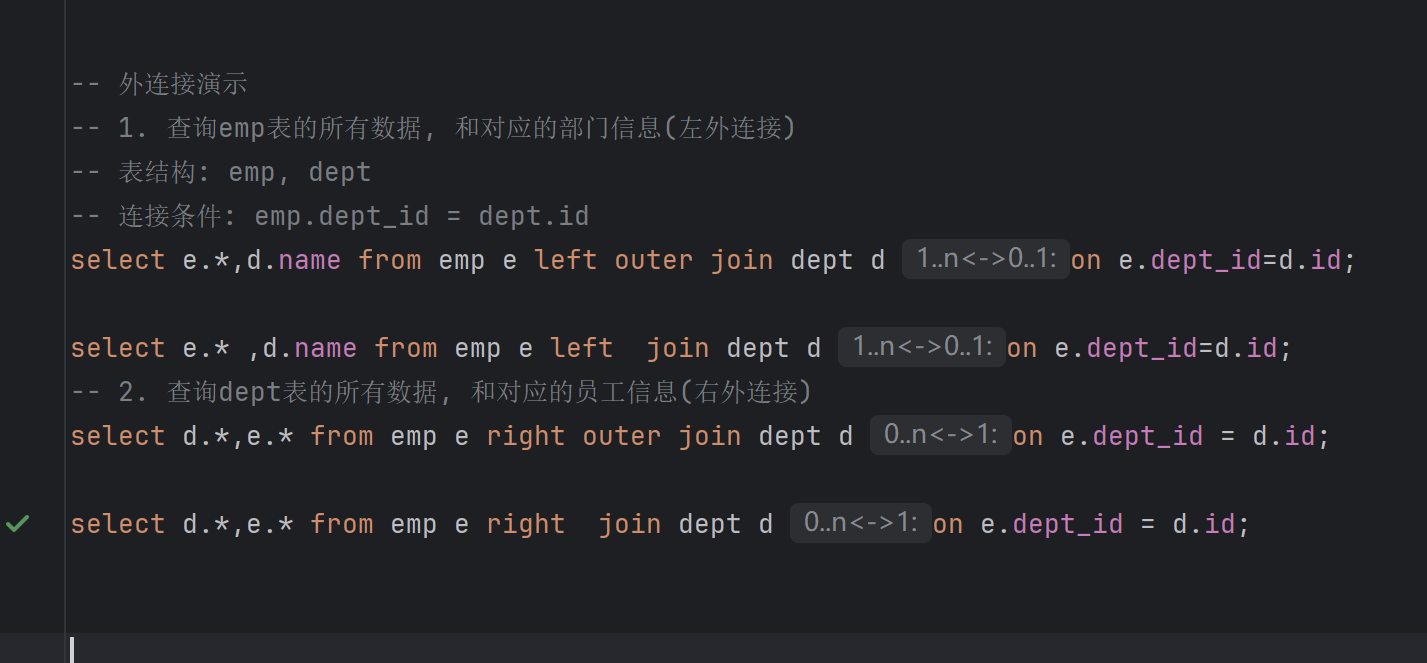 -- 外连接演示
-- 1. 查询emp表的所有数据, 和对应的部门信息(左外连接)
-- 表结构: emp, dept
-- 连接条件: emp.dept_id = dept.id
select e.*,d.name from emp e left outer join dept d 1..n<->0..1: on e.dept_id=d.id;
select e.* ,d.name from emp e left  join dept d 1..n<->0..1: on e.dept_id=d.id;
-- 2. 查询dept表的所有数据, 和对应的员工信息(右外连接)
select d.*,e.* from emp e right outer join dept d 0..n<->1: on e.dept_id = d.id;
select d.*,e.* from emp e right  join dept d 0..n<->1: on e.dept_id = d.id;